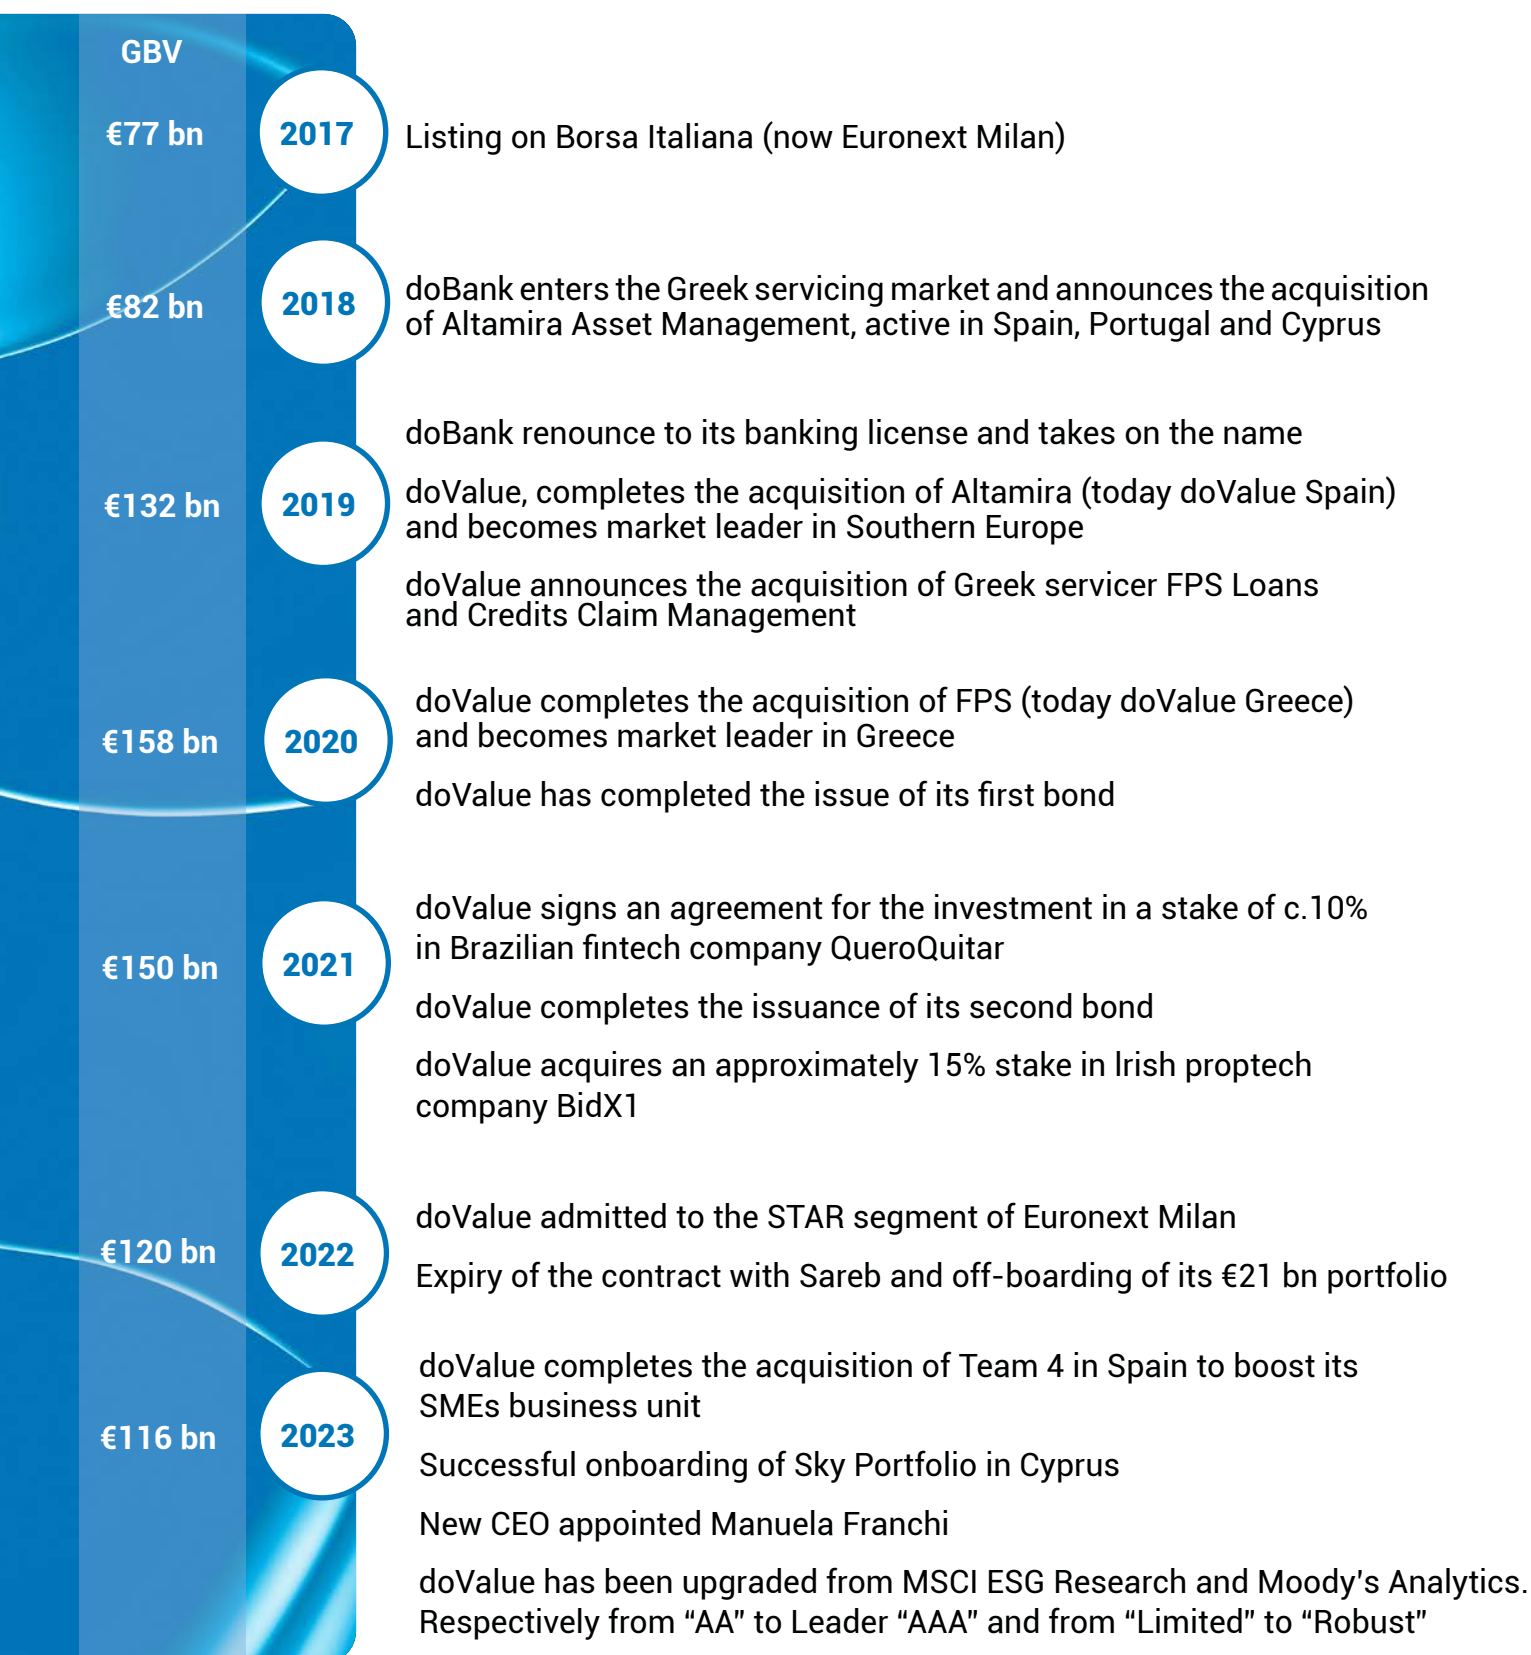 GBV
€77 bn
2017
Listing on Borsa Italiana (now Euronext Milan)
€82 bn
2018
doBank enters the Greek servicing market and announces the acquisition
of Altamira Asset Management, active in Spain, Portugal and Cyprus
€132 bn
2019
doBank renounce to its banking license and takes on the name
doValue, completes the acquisition of Altamira (today doValue Spain)
and becomes market leader in Southern Europe
doValue announces the acquisition of Greek servicer FPS Loans
and Credits Claim Management
€158 bn
2020
doValue completes the acquisition of FPS (today doValue Greece)
and becomes market leader in Greece
doValue has completed the issue of its first bond
€150 bn
2021
doValue signs an agreement for the investment in a stake of c.10%
in Brazilian fintech company QueroQuitar
doValue completes the issuance of its second bond
doValue acquires an approximately 15% stake in lrish proptech
company BidX1
€120 bn
2022
doValue admitted to the STAR segment of Euronext Milan
Expiry of the contract with Sareb and off-boarding of its €21 bn portfolio
€116 bn
2023
doValue completes the acquisition of Team 4 in Spain to boost its
SMEs business unit
Successful onboarding of Sky Portfolio in Cyprus
New CEO appointed Manuela Franchi
doValue has been upgraded from MSCI ESG Research and Moody's Analytics.
Respectively from “AA” to Leader “AAA” and from “Limited” to “Robust”